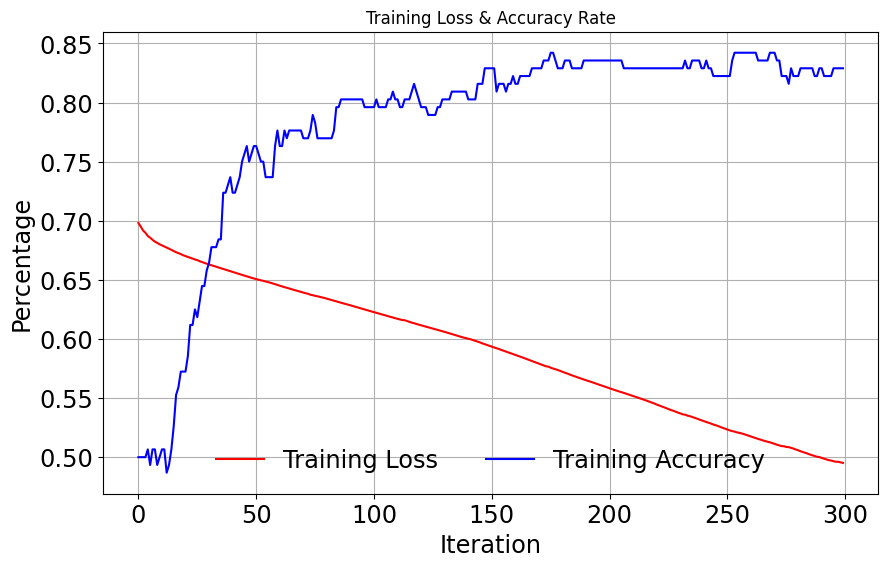 Training Loss & Accuracy Rate
0.85
0.80
0.75
0.70
0.65
0.60
0.55
0.50
Percentage
Training Loss Training Accuracy
0 50 100 150 200 250 300
Iteration